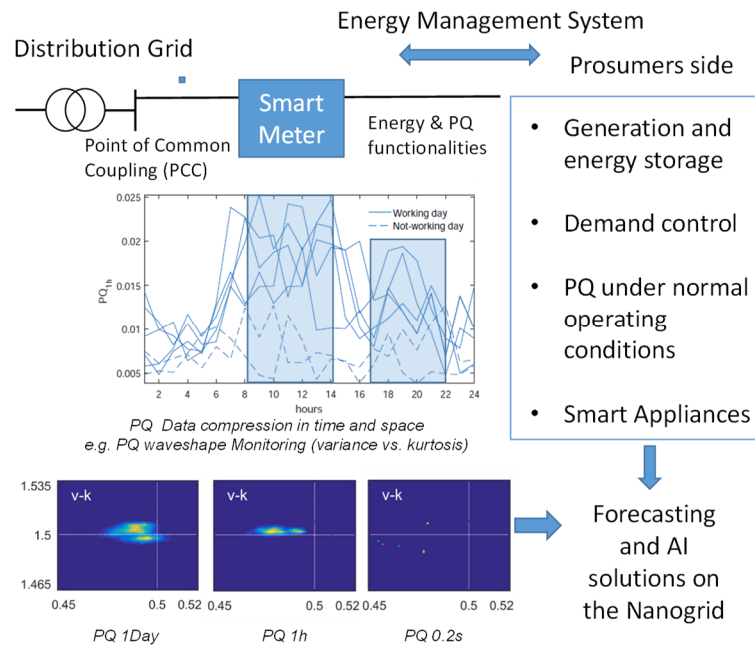 Energy Management System
Distribution Grid
Prosumers side
Smart
Meter
Point of Common
Coupling (PCC)
Energy & PQ
functionalities
• Generation and
energy storage
• Demand control
• PQ under normal
operating
conditions
• Smart Appliances
0.025
0.02
0.015
0.01
0.005
PQ1h
Working day
Not-working day
2 4 6 8 10 12 14 16 18 20 22 24
hours
PQ Data compression in time and space
e.g. PQ waveshape Monitoring (variance vs. kurtosis)
1.535
1.5
1.465
v-k
v-k
v-k
0.45 0.5 0.52
0.5 0.52
0.45 0.5 0.52
PQ 1Day
PQ 1h
PQ 0.2s
Forecasting
and AI
solutions on
the Nanogrid